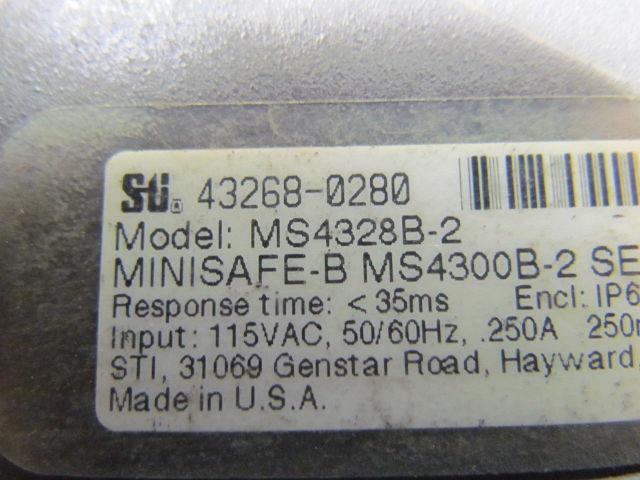 STi 43268-0280
Model: MS4328B-2
MINISAFE-B MS4300B-2 SE
Response time: <35ms Encl: IP6
Input: 115VAC, 50/60Hz, .250A 250m
STI, 31069 Genstar Road, Hayward,
Made in U.S.A.